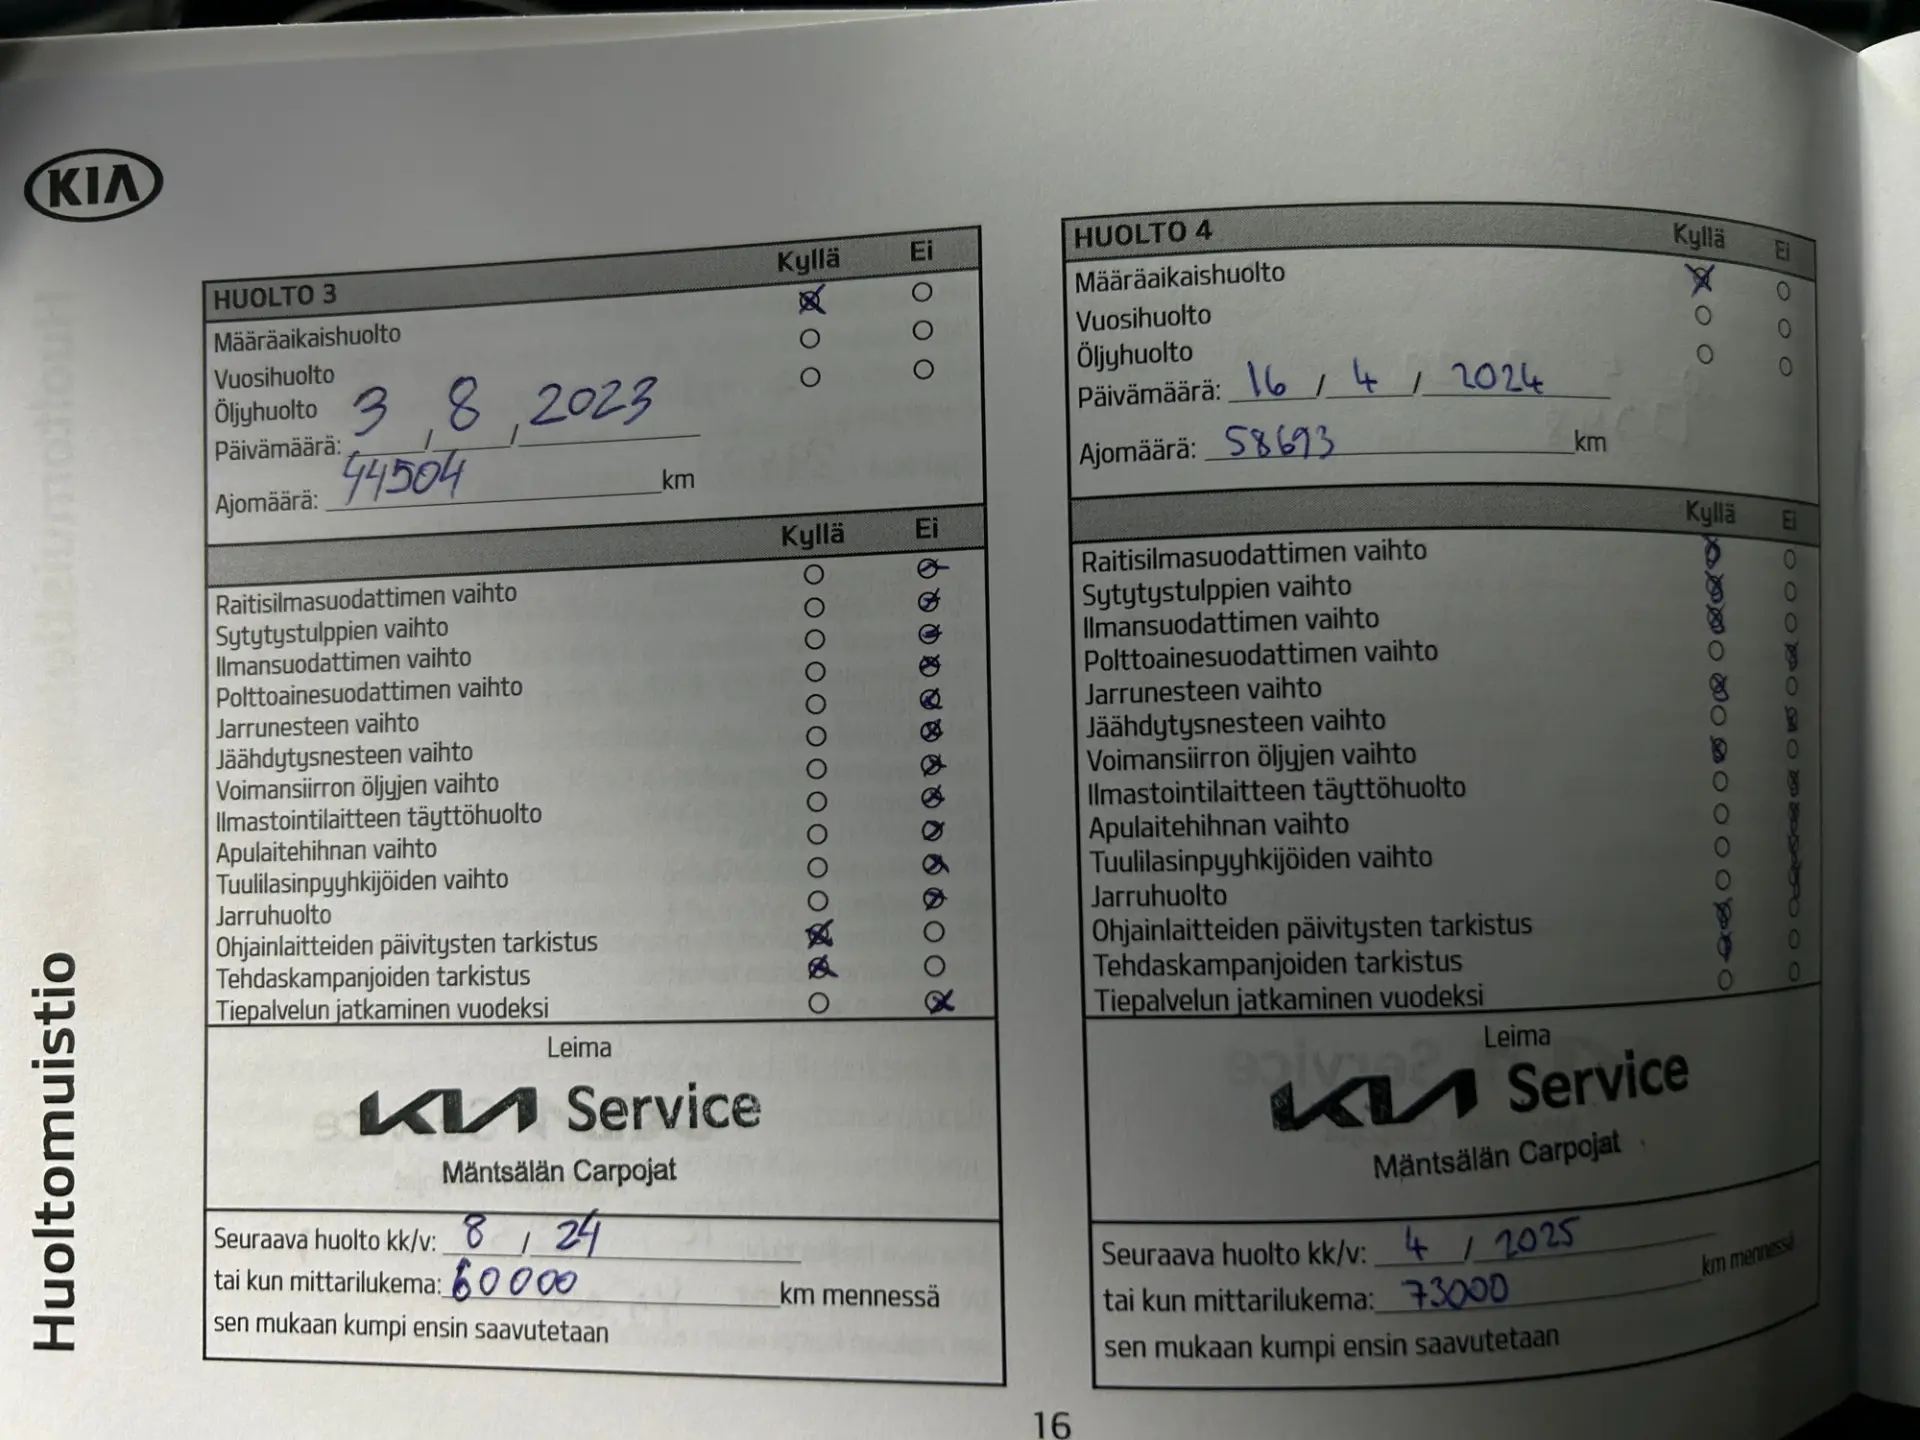 KIA
Huoltomuistio
HUOLTO 3 Kyllä Ei
Määräaikaishuolto
Vuosihuolto
Öljyhuolto
Päivämäärä: 3 / 8 / 2023
Ajomäärä: 44504 km
Kyllä Ei
Raitisilmasuodattimen vaihto
Sytytystulppien vaihto
Ilmansuodattimen vaihto
Polttoainesuodattimen vaihto
Jarrunesteen vaihto
Jäähdytysnesteen vaihto
Voimansiirron öljyjen vaihto
Ilmastointilaitteen täyttöhuolto
Apulaitehihnan vaihto
Tuulilasinpyyhkijöiden vaihto
Jarruhuolto
Ohjainlaitteiden päivitysten tarkistus
Tehdaskampanjoiden tarkistus
Tiepalvelun jatkaminen vuodeksi
Leima
KIA Service
Mäntsälän Carpojat
Seuraava huolto kk/v: 8 / 24
tai kun mittarilukema: 60000 km mennessä
sen mukaan kumpi ensin saavutetaan
HUOLTO 4 Kyllä Ei
Määräaikaishuolto
Vuosihuolto
Öljyhuolto
Päivämäärä: 16 / 4 / 2024
Ajomäärä: 58693 km
Kyllä Ei
Raitisilmasuodattimen vaihto
Sytytystulppien vaihto
Ilmansuodattimen vaihto
Polttoainesuodattimen vaihto
Jarrunesteen vaihto
Jäähdytysnesteen vaihto
Voimansiirron öljyjen vaihto
Ilmastointilaitteen täyttöhuolto
Apulaitehihnan vaihto
Tuulilasinpyyhkijöiden vaihto
Jarruhuolto
Ohjainlaitteiden päivitysten tarkistus
Tehdaskampanjoiden tarkistus
Tiepalvelun jatkaminen vuodeksi
Leima
KIA Service
Mäntsälän Carpojat
Seuraava huolto kk/v: 4 / 2025
tai kun mittarilukema: 73000 km mennessä
sen mukaan kumpi ensin saavutetaan
16